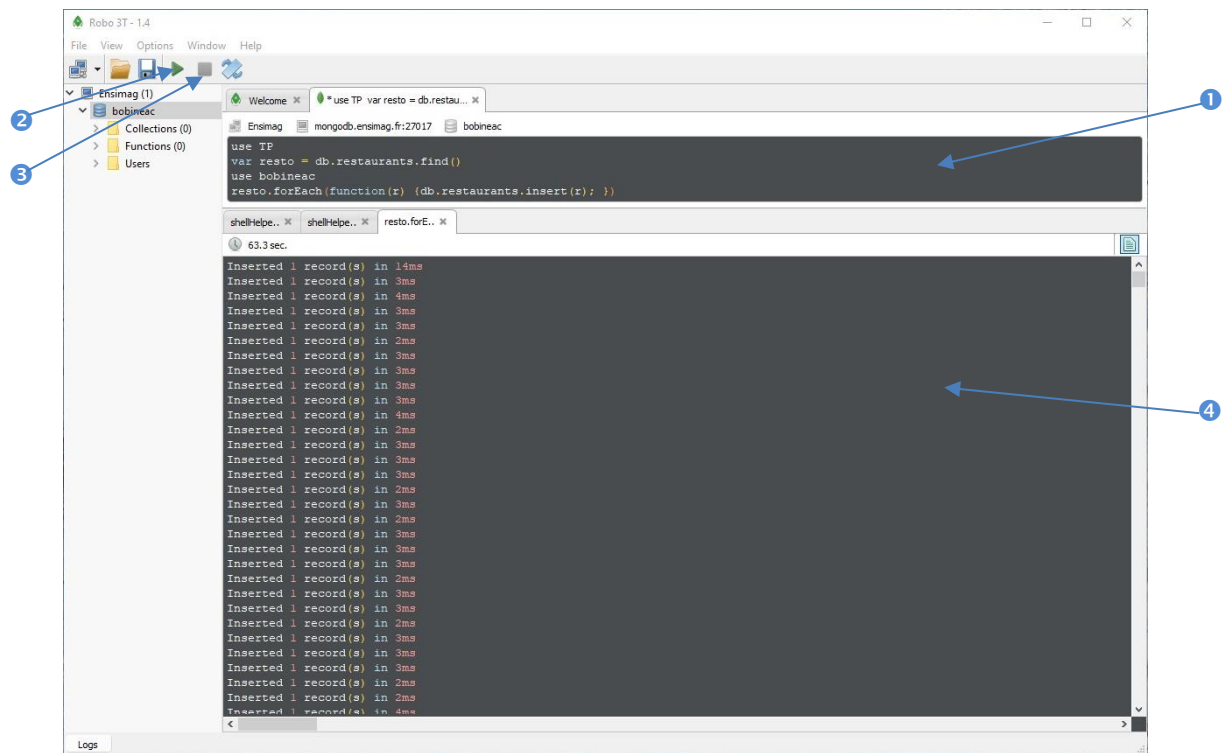 Robo 3T - 1.4
File View Options Window Help
Ensimag (1)
bobineac
Collections (0)
Functions (0)
Users
Welcome * use TP var resto = db.restau...
Ensimag mongodb.ensimag.fr:27017 bobineac
use TP
var resto = db.restaurants.find()
use bobineac
resto.forEach(function(r) {db.restaurants.insert(r); })
shellHelpe.. shellHelpe.. resto.forE..
63.3 sec.
Inserted 1 record(s) in 14ms
Inserted 1 record(s) in 3ms
Inserted 1 record(s) in 4ms
Inserted 1 record(s) in 3ms
Inserted 1 record(s) in 3ms
Inserted 1 record(s) in 2ms
Inserted 1 record(s) in 3ms
Inserted 1 record(s) in 3ms
Inserted 1 record(s) in 3ms
Inserted 1 record(s) in 3ms
Inserted 1 record(s) in 4ms
Inserted 1 record(s) in 2ms
Inserted 1 record(s) in 3ms
Inserted 1 record(s) in 3ms
Inserted 1 record(s) in 3ms
Inserted 1 record(s) in 2ms
Inserted 1 record(s) in 3ms
Inserted 1 record(s) in 2ms
Inserted 1 record(s) in 3ms
Inserted 1 record(s) in 3ms
Inserted 1 record(s) in 3ms
Inserted 1 record(s) in 2ms
Inserted 1 record(s) in 3ms
Inserted 1 record(s) in 3ms
Inserted 1 record(s) in 2ms
Inserted 1 record(s) in 3ms
Inserted 1 record(s) in 3ms
Inserted 1 record(s) in 3ms
Inserted 1 record(s) in 2ms
Inserted 1 record(s) in 2ms
Inserted 1 record(s) in 4ms
Logs
❶
❷
❸
❹